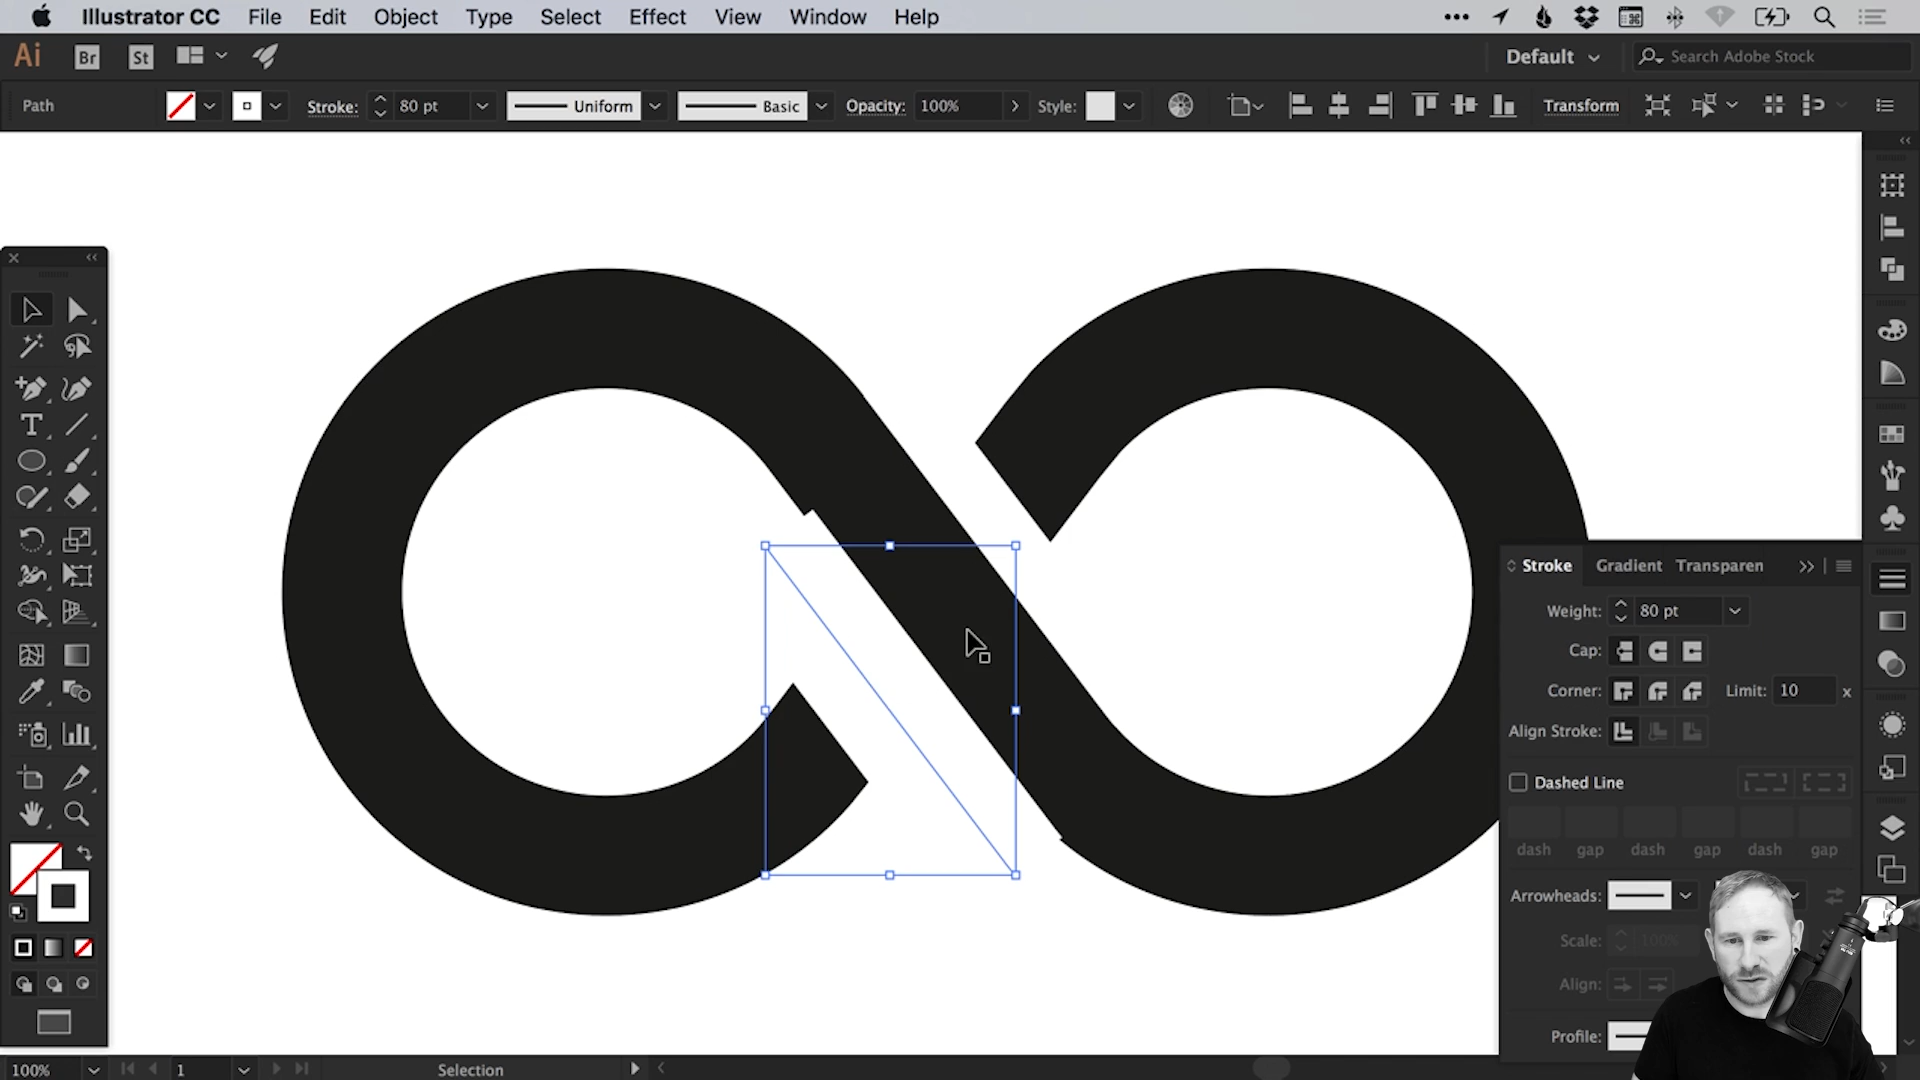 Illustrator CC File Edit Object Type Select Effect View Window Help
Ai Br St Default Search Adobe Stock
Path Stroke: 80 pt Uniform Basic Opacity: 100% Style: Transform
Stroke Gradient Transparen
Weight: 80 pt
Cap:
Corner: Limit: 10 x
Align Stroke:
Dashed Line
dash gap dash gap dash gap
Arrowheads:
Scale: 100%
Align:
Profile:
100% 1 Selection